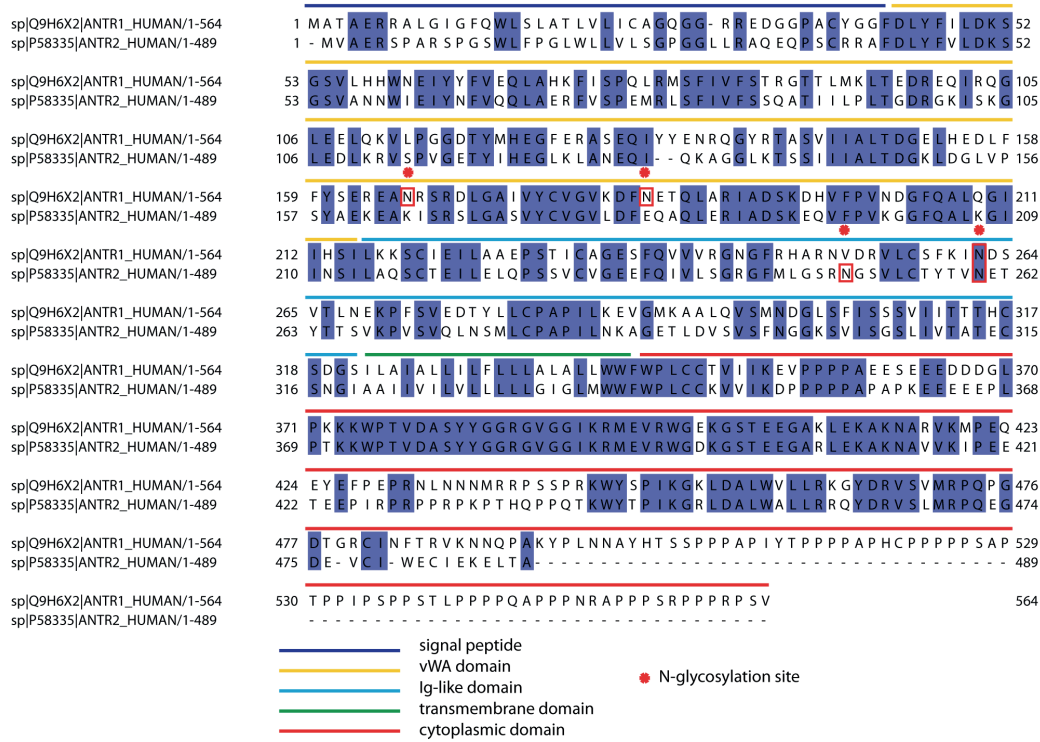 sp|Q9H6X2|ANTR1_HUMAN/1-564 1 MATAERRALGIGFQWLSLATLVLICAGQGG-RREDGGPACYGGFDLYFILDKS 52
sp|P58335|ANTR2_HUMAN/1-489 1 -MVAERSPARSPGSWLFPGLWLLVLSGPGGLLRAQEQPSCRRAFDLYFVLDKS 52
sp|Q9H6X2|ANTR1_HUMAN/1-564 53 GSVLHHWNEIYYFVEQLAHKFISPQLRMSFIVFSTRGTTLMKLTEDREQIRQG 105
sp|P58335|ANTR2_HUMAN/1-489 53 GSVANNWIEIYNFVQQLAERFVSPEMRLSFIVFSSQATIILPLTGDRGKISKG 105
sp|Q9H6X2|ANTR1_HUMAN/1-564 106 LEELQKVLPGGDTYMHEGFERASEQIYYENRQGYRTASVIIALTDGELHEDLF 158
sp|P58335|ANTR2_HUMAN/1-489 106 LEDLKRVSPVGETYIHEGLKLANEQI--QKAGGLKTSSIIIALTDGKLDGLVP 156
sp|Q9H6X2|ANTR1_HUMAN/1-564 159 FYSEREANRSRDLGAIVYCVGVKDFNETQLARIADSKDHVFPVNDGFQALQGI 211
sp|P58335|ANTR2_HUMAN/1-489 157 SYAEKEAKISRSLGASVYCVGVLDFEQAQLERIADSKEQVFPVKGGFQALKGI 209
sp|Q9H6X2|ANTR1_HUMAN/1-564 212 IHSILKKSCIEILAAEPSTICAGESFQVVVRGNGFRHARNVDRVLCSFKINDS 264
sp|P58335|ANTR2_HUMAN/1-489 210 INSILAQSCTEILELQPSSVCVGEEFQIVLSGRGFMLGSRNGSVLCTYTVNET 262
sp|Q9H6X2|ANTR1_HUMAN/1-564 265 VTLNEKPFSVEDTYLLCPAPILKEVGMKAALQVSMNDGLSFISSSVIITTTHC 317
sp|P58335|ANTR2_HUMAN/1-489 263 YTTSVKPVSVQLNSMLCPAPILNKAGETLDVSVSFNGGKSVISGSLIVTATEC 315
sp|Q9H6X2|ANTR1_HUMAN/1-564 318 SDGSILAIALLILFLLLALALLWWFWPLCCTVIIKEVPPPPAEESEEEDDDGL 370
sp|P58335|ANTR2_HUMAN/1-489 316 SNGIAAIIVILVLLLLLGIGLMWWFWPLCCKVVIKDPPPPPAPAPKEEEEEPL 368
sp|Q9H6X2|ANTR1_HUMAN/1-564 371 PKKKWPTVDASYYGGRGVGGIKRMEVRWGEKGSTEEGAKLEKAKNARVKMPEQ 423
sp|P58335|ANTR2_HUMAN/1-489 369 PTKKWPTVDASYYGGRGVGGIKRMEVRWGDKGSTEEGARLEKAKNAVVKIPEE 421
sp|Q9H6X2|ANTR1_HUMAN/1-564 424 EYEFPEPRNLNNNMRRPSSPRKWYSPIKGKLDALWVLLRKGYDRVSVMRPQPG 476
sp|P58335|ANTR2_HUMAN/1-489 422 TEEPIRPRPPRPKPTHQPPQTKWYTPIKGRLDALWALLRRQYDRVSLMRPQEG 474
sp|Q9H6X2|ANTR1_HUMAN/1-564 477 DTGRCINFTRVKNNQPAKYPLNNAYHTSSPPPAPIYTPPPPAPHCPPPPPSAP 529
sp|P58335|ANTR2_HUMAN/1-489 475 DE-VCI-WECIEKELTA------------------------------------ 489
sp|Q9H6X2|ANTR1_HUMAN/1-564 530 TPPIPSPPSTLPPPPQAPPPNRAPPPSRPPPRPSV 564
sp|P58335|ANTR2_HUMAN/1-489 -----------------------------------
signal peptide
vWA domain
Ig-like domain
transmembrane domain
cytoplasmic domain
N-glycosylation site